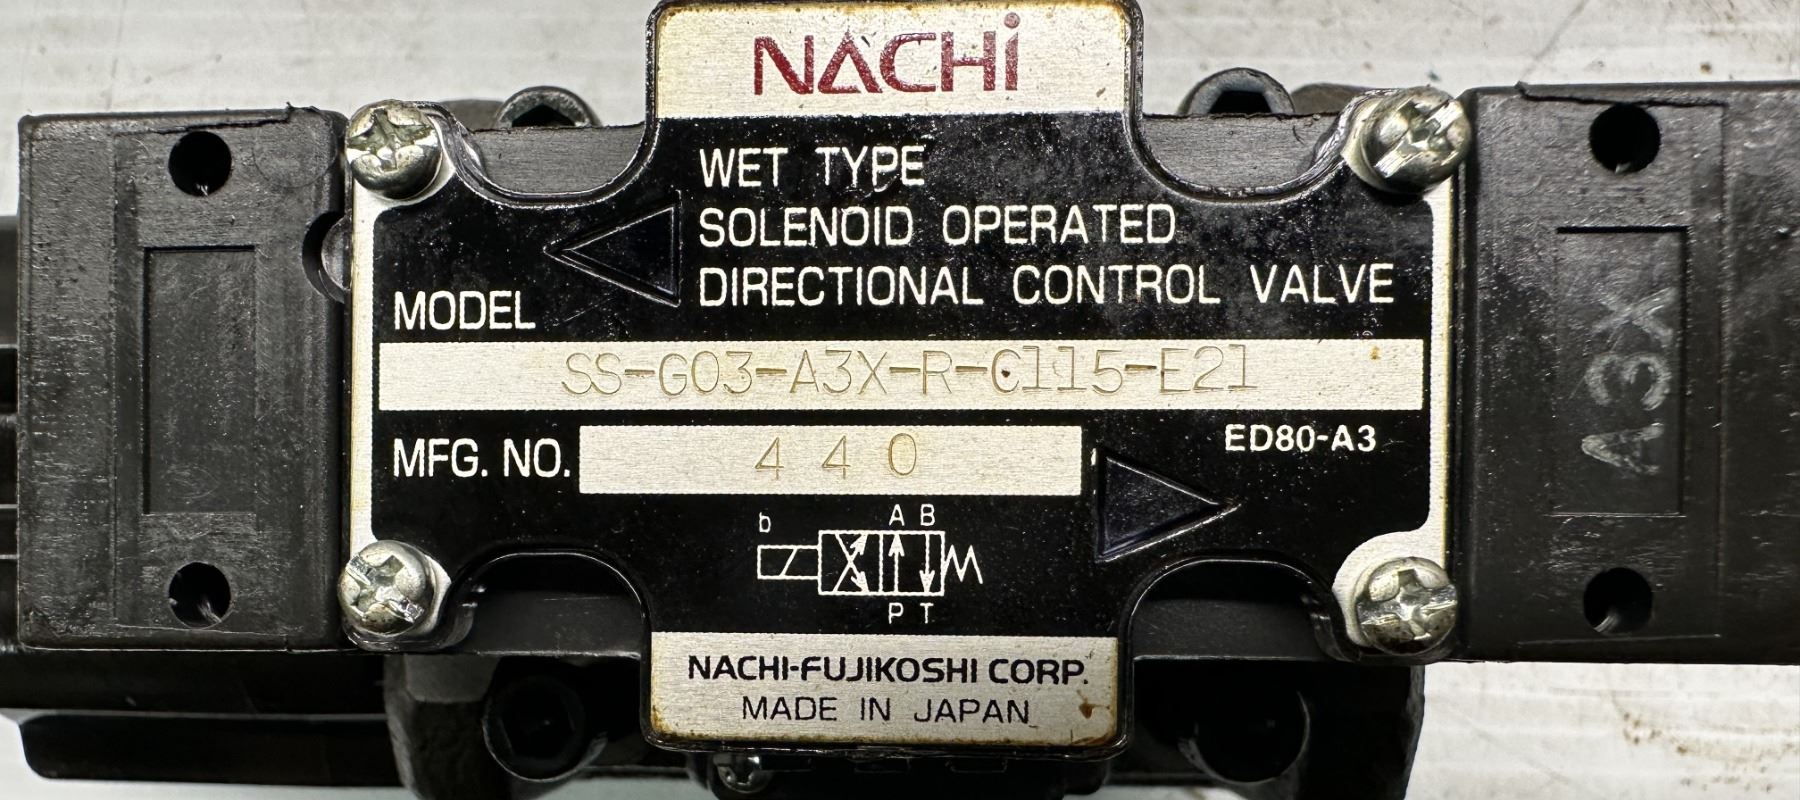 NACHi
WET TYPE
SOLENOID OPERATED
DIRECTIONAL CONTROL VALVE
MODEL
SS-G03-A3X-R-C115-E21
MFG. NO. 440
ED80-A3
b A B
P T
NACHI-FUJIKOSHI CORP.
MADE IN JAPAN
A3X